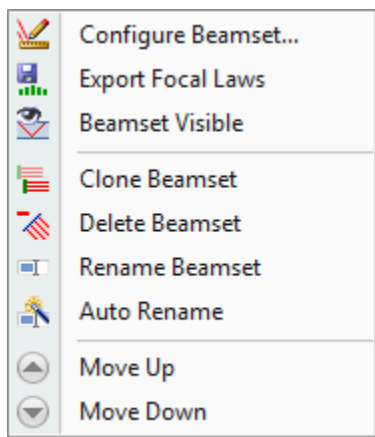 Configure Beamset...
Export Focal Laws
Beamset Visible
Clone Beamset
Delete Beamset
Rename Beamset
Auto Rename
Move Up
Move Down